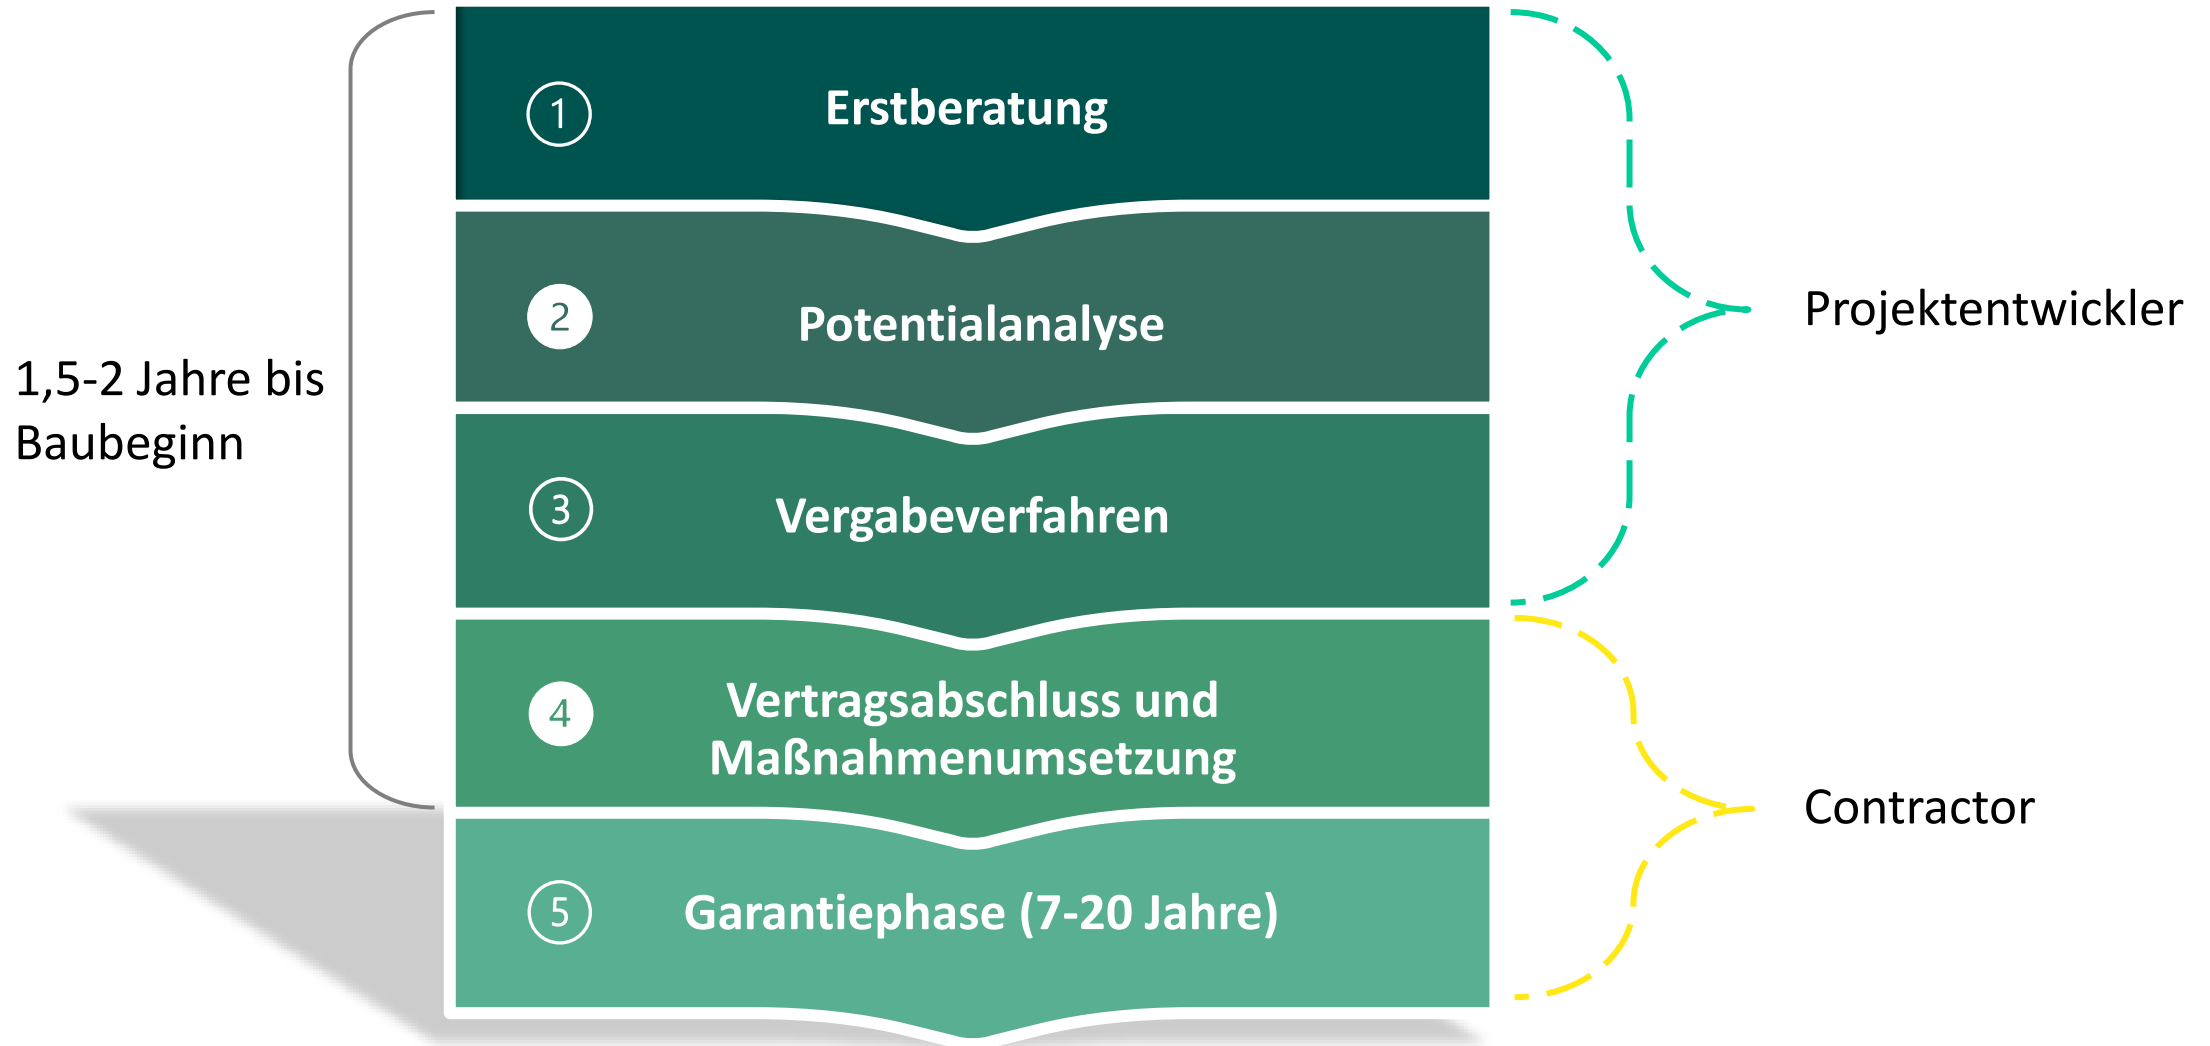 1,5-2 Jahre bis
Baubeginn
1
Erstberatung
2
Potentialanalyse
3
Vergabeverfahren
4
Vertragsabschluss und
Maßnahmenumsetzung
5
Garantiephase (7-20 Jahre)
Projektentwickler
Contractor